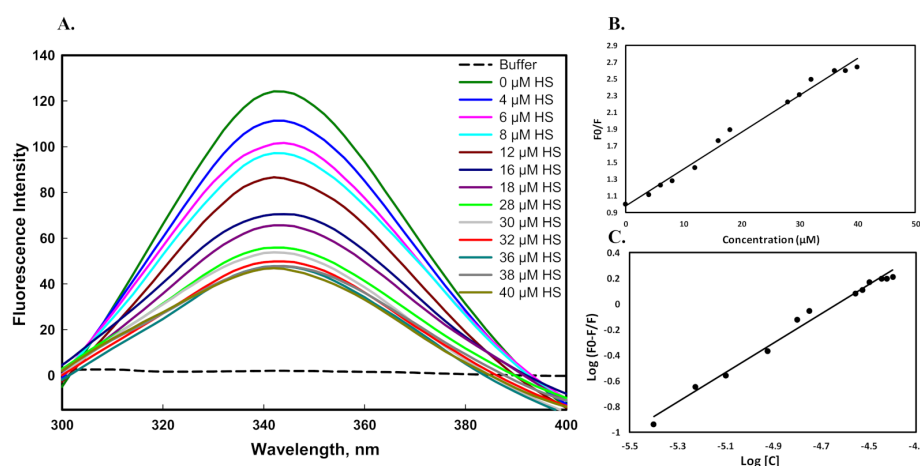 A.
140
120
100
80
60
40
20
0
300
320
340
360
380
400
Fluorescence Intensity
Wavelength, nm
Buffer
0 µM HS
4 µM HS
6 µM HS
8 µM HS
12 µM HS
16 µM HS
18 µM HS
28 µM HS
30 µM HS
32 µM HS
36 µM HS
38 µM HS
40 µM HS
B.
2.9
2.7
2.5
2.3
2.1
1.9
1.7
1.5
1.3
1.1
0.9
F0/F
0
10
20
30
40
50
Concentration (µM)
C.
0.4
0.2
0
-0.2
-0.4
-0.6
-0.8
-1
Log (F0-F/F)
-5.5
-5.3
-5.1
-4.9
-4.7
-4.5
Log [C]